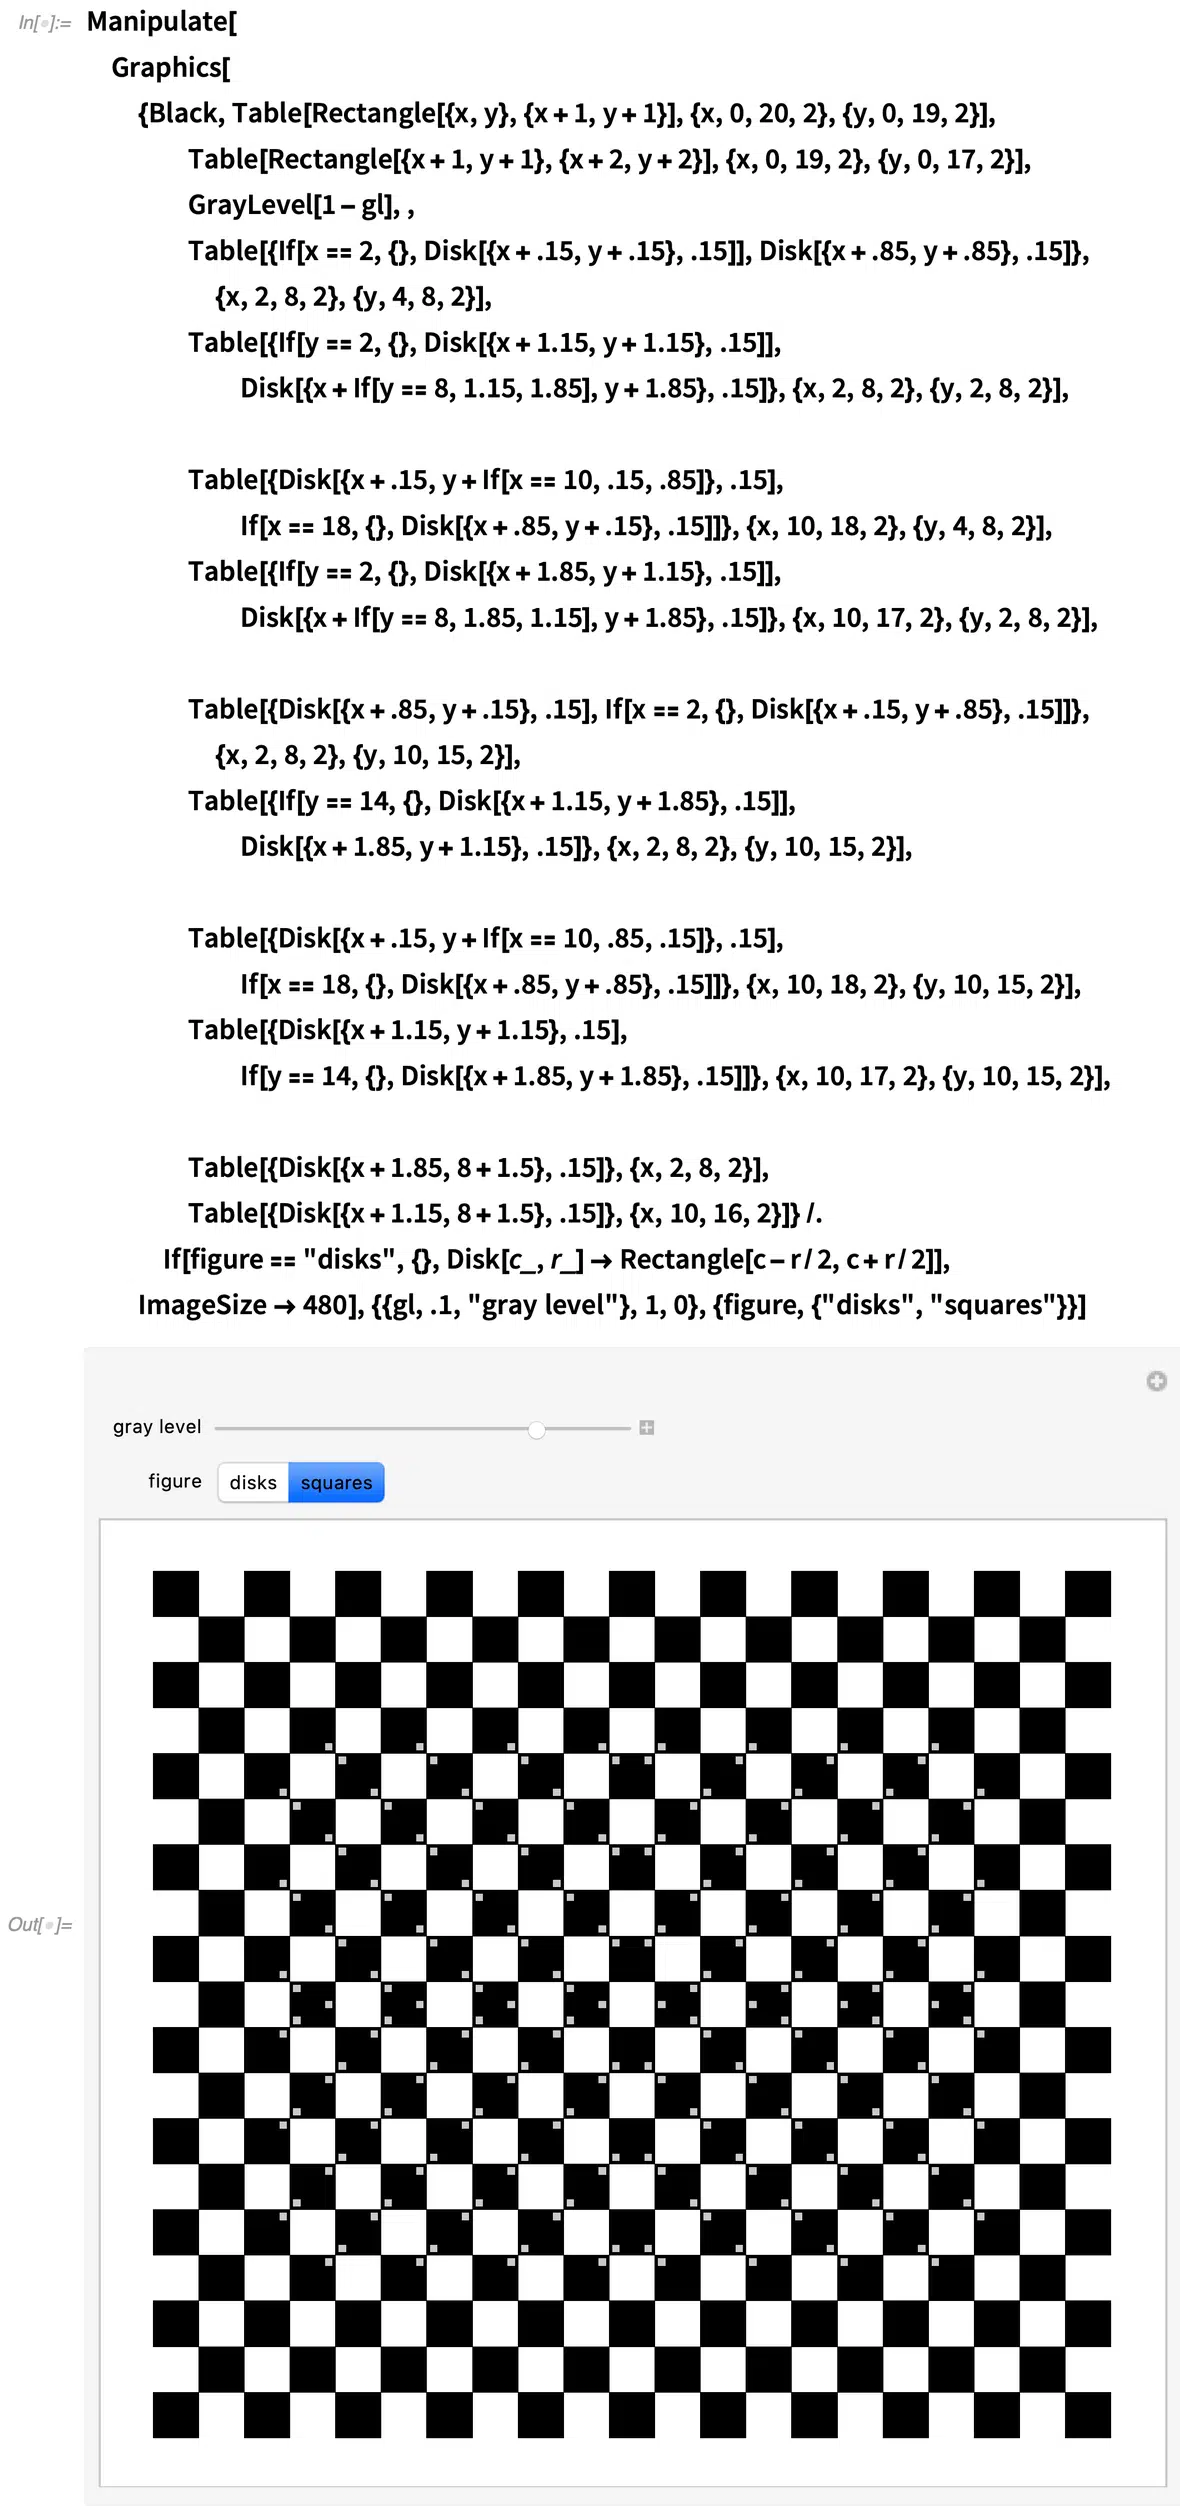 In[●]:= Manipulate[
Graphics[
{Black, Table[Rectangle[{x, y}, {x + 1, y + 1}], {x, 0, 20, 2}, {y, 0, 19, 2}],
Table[Rectangle[{x + 1, y + 1}, {x + 2, y + 2}], {x, 0, 19, 2}, {y, 0, 17, 2}],
GrayLevel[1 – gl], ,
Table[{If[x == 2, {}, Disk[{x + .15, y + .15}, .15]], Disk[{x + .85, y + .85}, .15]},
{x, 2, 8, 2}, {y, 4, 8, 2}],
Table[{If[y == 2, {}, Disk[{x + 1.15, y + 1.15}, .15]],
Disk[{x + If[y == 8, 1.15, 1.85], y + 1.85}, .15]}, {x, 2, 8, 2}, {y, 2, 8, 2}],
Table[{Disk[{x + .15, y + If[x == 10, .15, .85]}, .15],
If[x == 18, {}, Disk[{x + .85, y + .15}, .15]]}, {x, 10, 18, 2}, {y, 4, 8, 2}],
Table[{If[y == 2, {}, Disk[{x + 1.85, y + 1.15}, .15]],
Disk[{x + If[y == 8, 1.85, 1.15], y + 1.85}, .15]}, {x, 10, 17, 2}, {y, 2, 8, 2}],
Table[{Disk[{x + .85, y + .15}, .15], If[x == 2, {}, Disk[{x + .15, y + .85}, .15]]},
{x, 2, 8, 2}, {y, 10, 15, 2}],
Table[{If[y == 14, {}, Disk[{x + 1.15, y + 1.85}, .15]],
Disk[{x + 1.85, y + 1.15}, .15]}, {x, 2, 8, 2}, {y, 10, 15, 2}],
Table[{Disk[{x + .15, y + If[x == 10, .85, .15]}, .15],
If[x == 18, {}, Disk[{x + .85, y + .85}, .15]]}, {x, 10, 18, 2}, {y, 10, 15, 2}],
Table[{Disk[{x + 1.15, y + 1.15}, .15],
If[y == 14, {}, Disk[{x + 1.85, y + 1.85}, .15]]}, {x, 10, 17, 2}, {y, 10, 15, 2}],
Table[{Disk[{x + 1.85, 8 + 1.5}, .15]}, {x, 2, 8, 2}],
Table[{Disk[{x + 1.15, 8 + 1.5}, .15]}, {x, 10, 16, 2}]} /.
If[figure == "disks", {}, Disk[c_, r_] → Rectangle[c – r / 2, c + r / 2]],
ImageSize → 480], {{gl, .1, "gray level"}, 1, 0}, {figure, {"disks", "squares"}}]
gray level
figure disks squares
Out[●]=